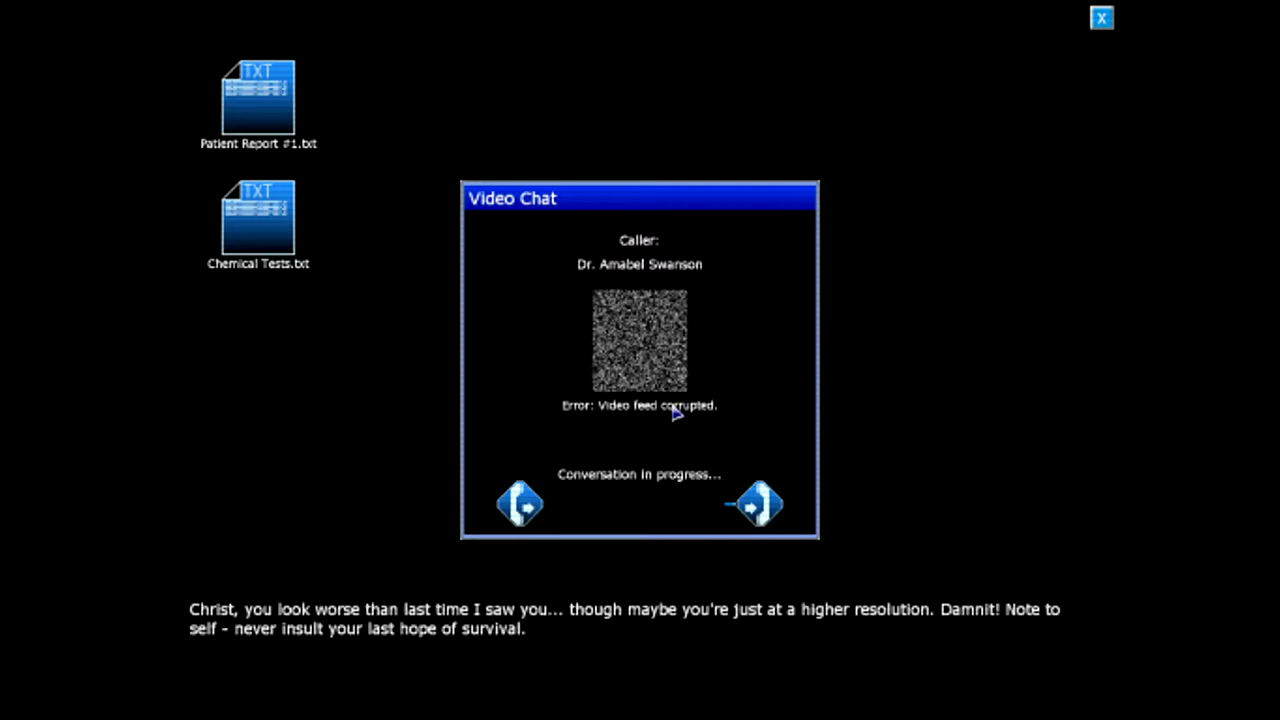 X
TXT
Patient Report #1.txt
TXT
Chemical Tests.txt
Video Chat
Caller:
Dr. Amabel Swanson
Error: Video feed corrupted.
Conversation in progress...
Christ, you look worse than last time I saw you... though maybe you're just at a higher resolution. Damnit! Note to
self - never insult your last hope of survival.